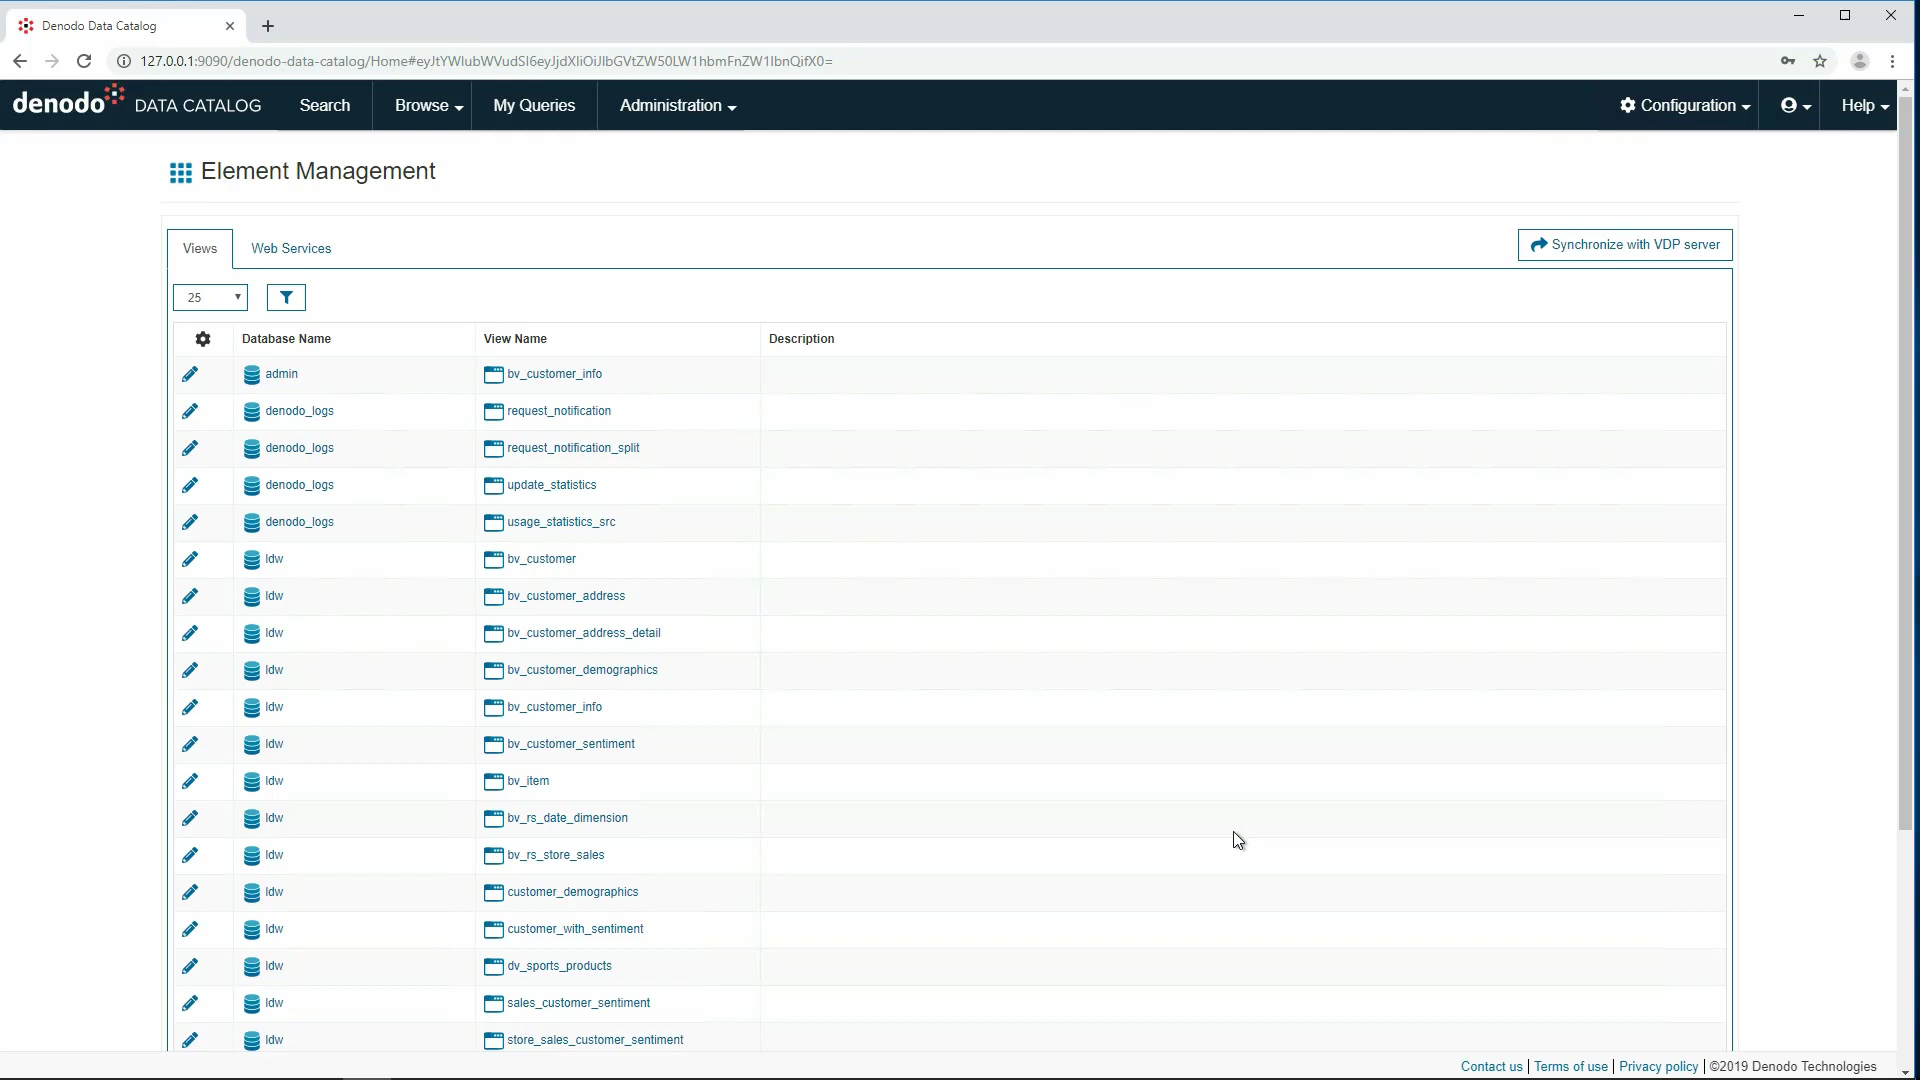 Denodo Data Catalog
127.0.0.1:9090/denodo-data-catalog/Home#eyJtYWlubWVudSI6eyJjdXIiOiJlbGVtZW50LW1hbmFnZW1lbnQifX0=
denodo DATA CATALOG Search Browse My Queries Administration Configuration Help
Element Management
Views Web Services Synchronize with VDP server
25
Database Name View Name Description
admin bv_customer_info
denodo_logs request_notification
denodo_logs request_notification_split
denodo_logs update_statistics
denodo_logs usage_statistics_src
ldw bv_customer
ldw bv_customer_address
ldw bv_customer_address_detail
ldw bv_customer_demographics
ldw bv_customer_info
ldw bv_customer_sentiment
ldw bv_item
ldw bv_rs_date_dimension
ldw bv_rs_store_sales
ldw customer_demographics
ldw customer_with_sentiment
ldw dv_sports_products
ldw sales_customer_sentiment
ldw store_sales_customer_sentiment
Contact us | Terms of use | Privacy policy | ©2019 Denodo Technologies